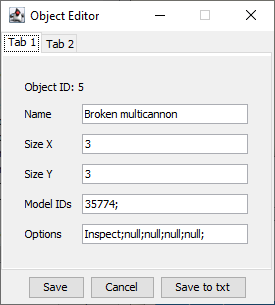 Object Editor
Tab 1 Tab 2
Object ID: 5
Name Broken multicannon
Size X 3
Size Y 3
Model IDs 35774;
Options Inspect;null;null;null;null;
Save Cancel Save to txt